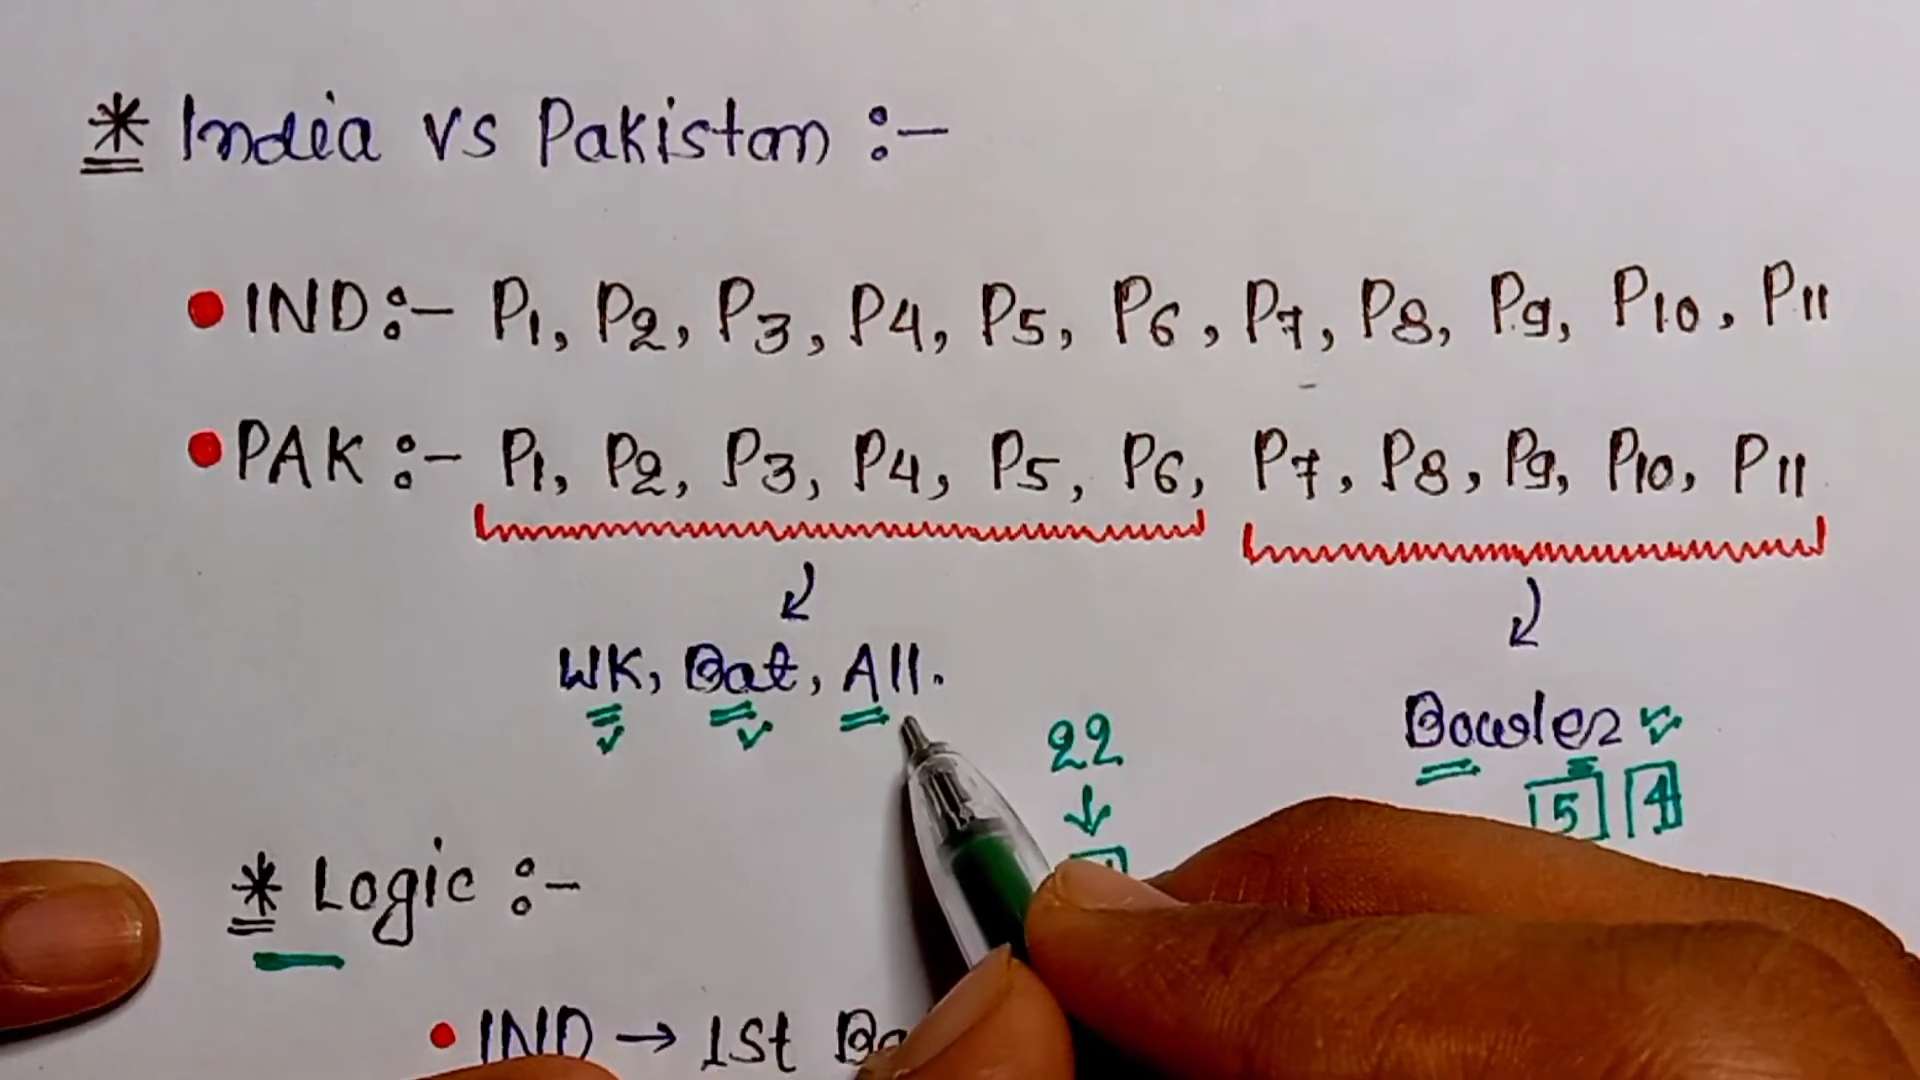 * India vs Pakistan :-
• IND :- P1, P2, P3, P4, P5, P6, P7, P8, P9, P10, P11
• PAK :- P1, P2, P3, P4, P5, P6, P7, P8, P9, P10, P11
WK, Bat, All.
22
Bowler
5 4
* Logic :-
• IND → 1st